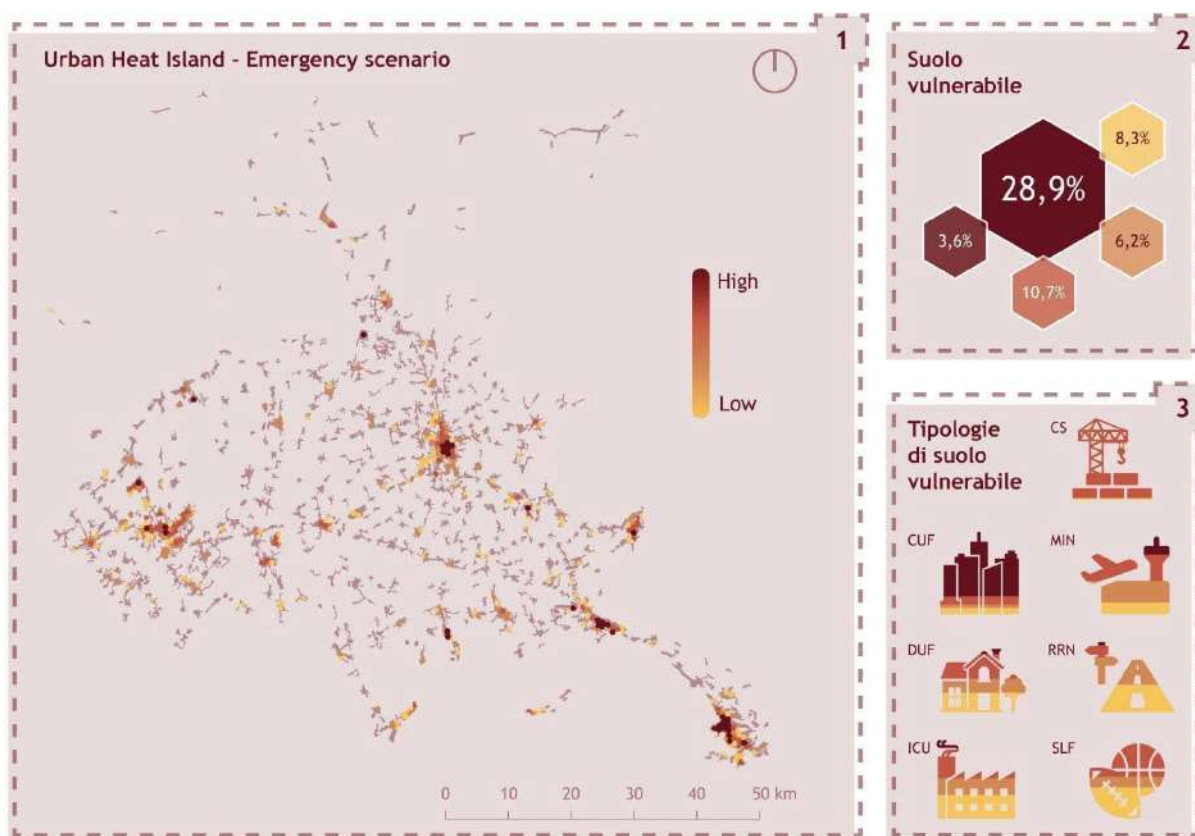 1
Urban Heat Island - Emergency scenario
High
Low
0 10 20 30 40 50 km
2
Suolo
vulnerabile
8,3%
28,9%
3,6%
6,2%
10,7%
3
Tipologie
di suolo
vulnerabile
CS
CUF
MIN
DUF
RRN
ICU
SLF